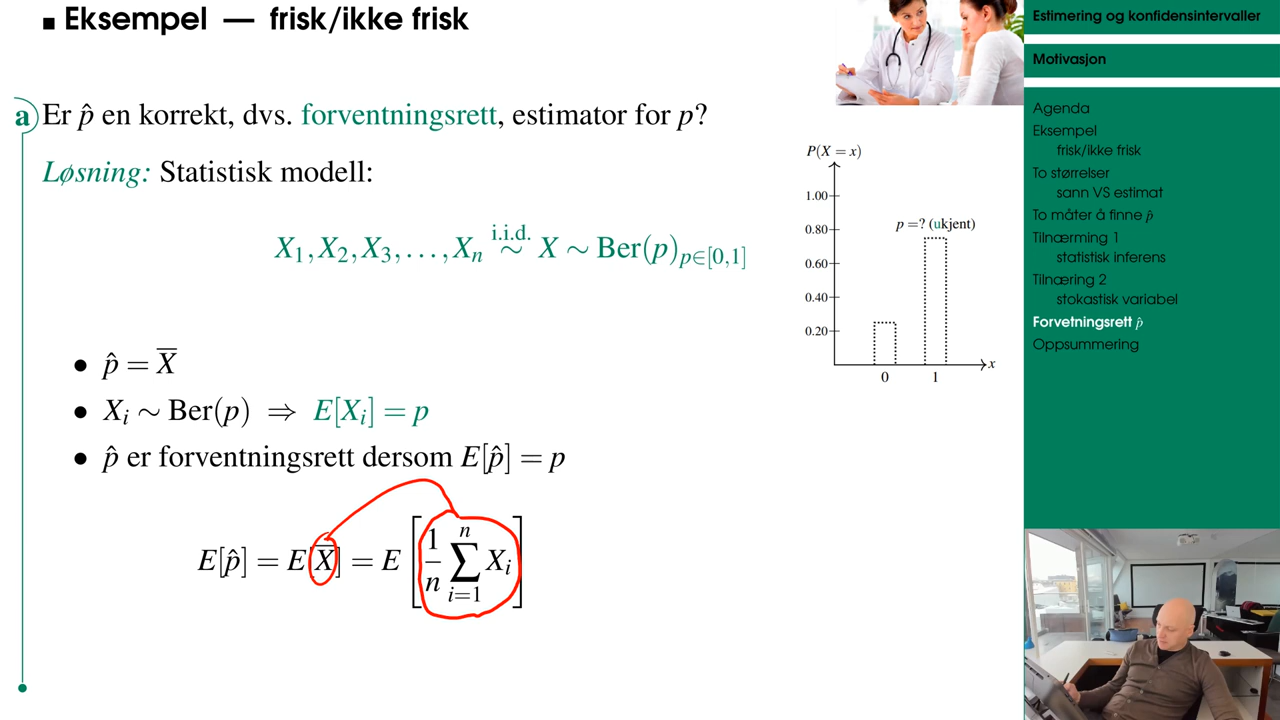 Eksempel — frisk/ikke frisk
a Er p̂ en korrekt, dvs. forventningsrett, estimator for p?
Løsning: Statistisk modell:
X₁, X₂, X₃, …, Xₙ i.i.d. ∼ X ∼ Ber(p)ₚ∈[0,1]
• p̂ = X̅
• Xᵢ ∼ Ber(p) ⇒ E[Xᵢ] = p
• p̂ er forventningsrett dersom E[p̂] = p
E[p̂] = E[X̅] = E [ 1/n ∑ᵢ₌₁ⁿ Xᵢ ]
P(X = x)
1.00
0.80
0.60
0.40
0.20
p =? (ukjent)
0 1 x
Estimering og konfidensintervaller
Motivasjon
Agenda
Eksempel
frisk/ikke frisk
To størrelser
sann VS estimat
To måter å finne p̂
Tilnærming 1
statistisk inferens
Tilnæring 2
stokastisk variabel
Forvetningsrett p̂
Oppsummering